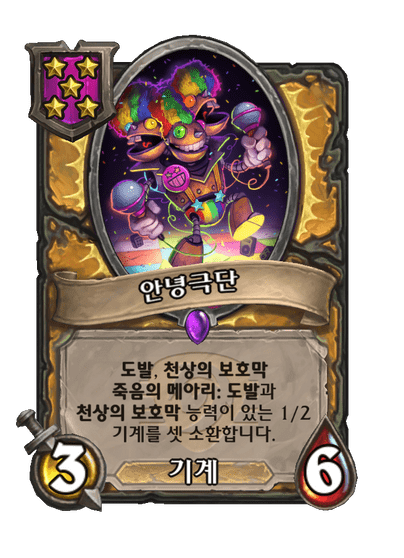 안녕극단
도발, 천상의 보호막
죽음의 메아리: 도발과
천상의 보호막 능력이 있는 1/2
기계를 셋 소환합니다.
3
기계
6